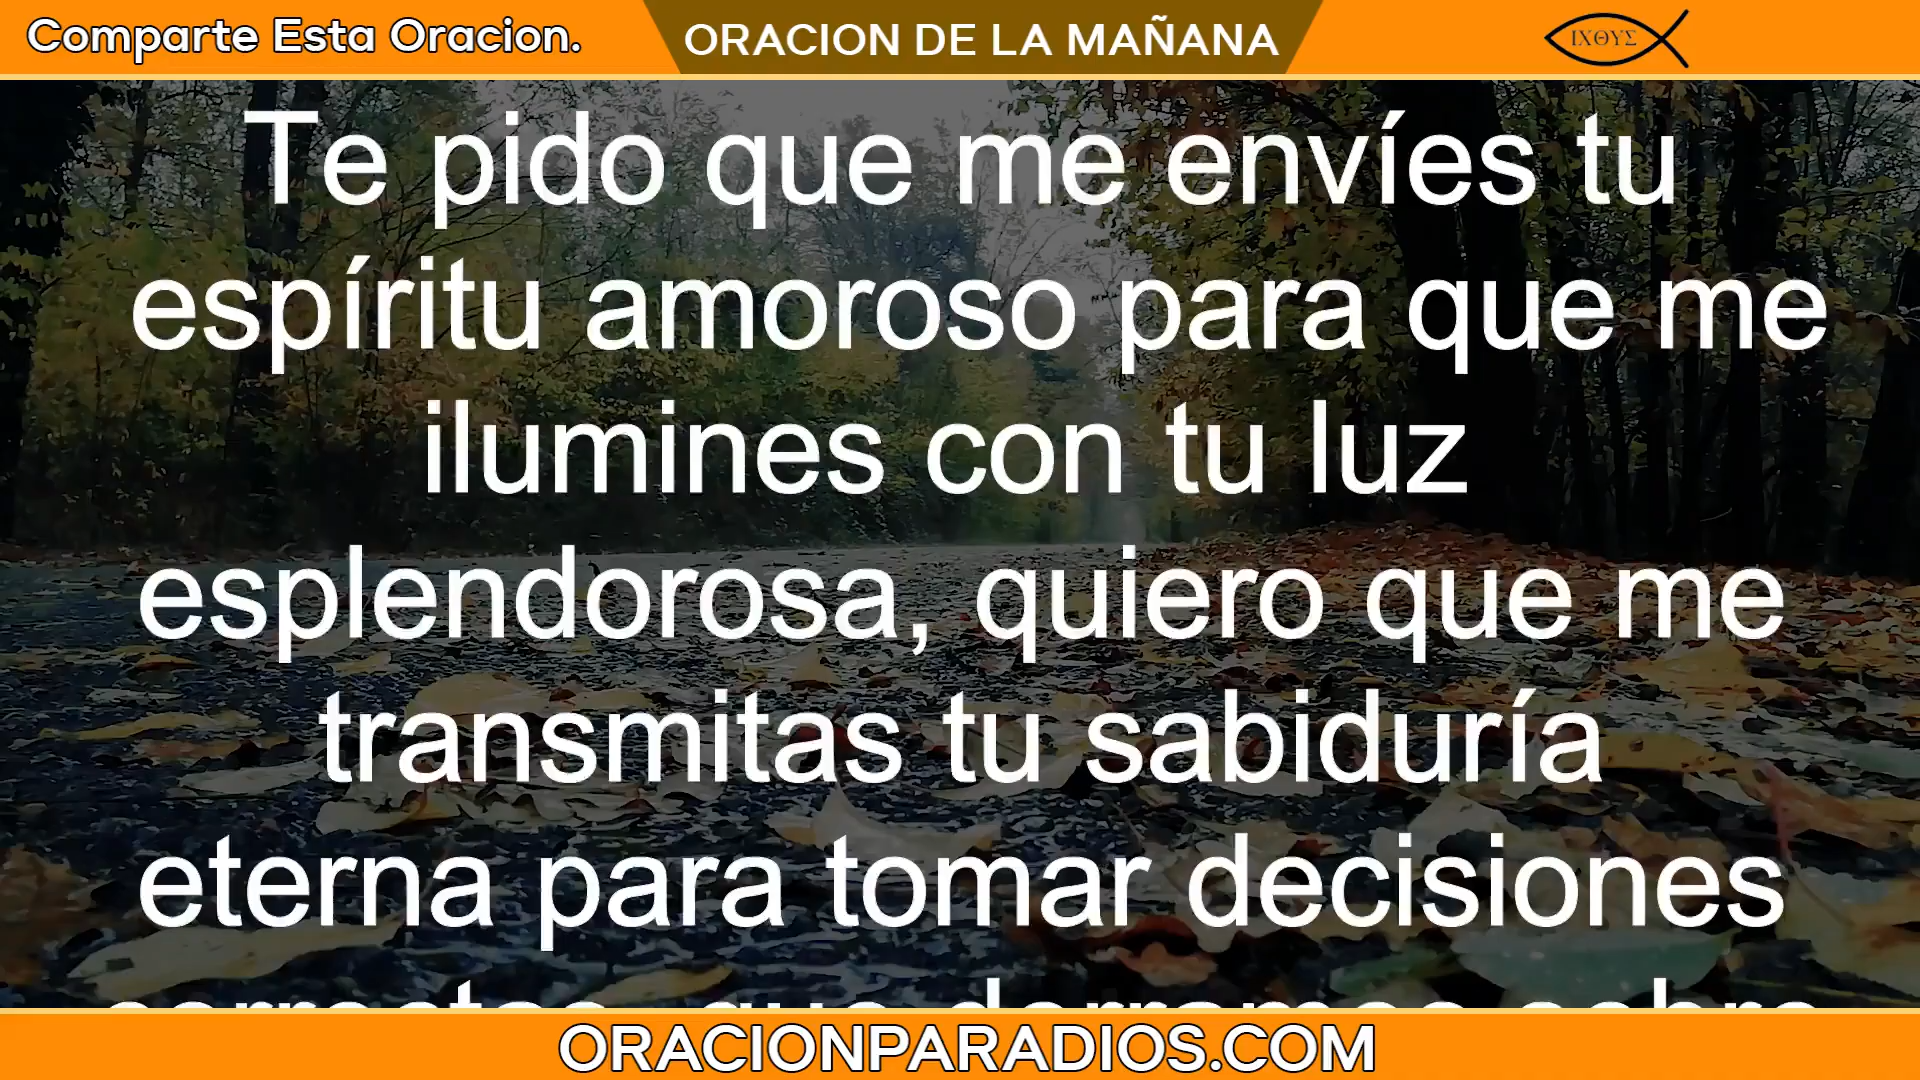 Comparte Esta Oracion.
ORACION DE LA MAÑANA
ΙΧΘΥΣ
Te pido que me envíes tu
espíritu amoroso para que me
ilumines con tu luz
esplendorosa, quiero que me
transmitas tu sabiduría
eterna para tomar decisiones
ORACIONPARADIOS.COM